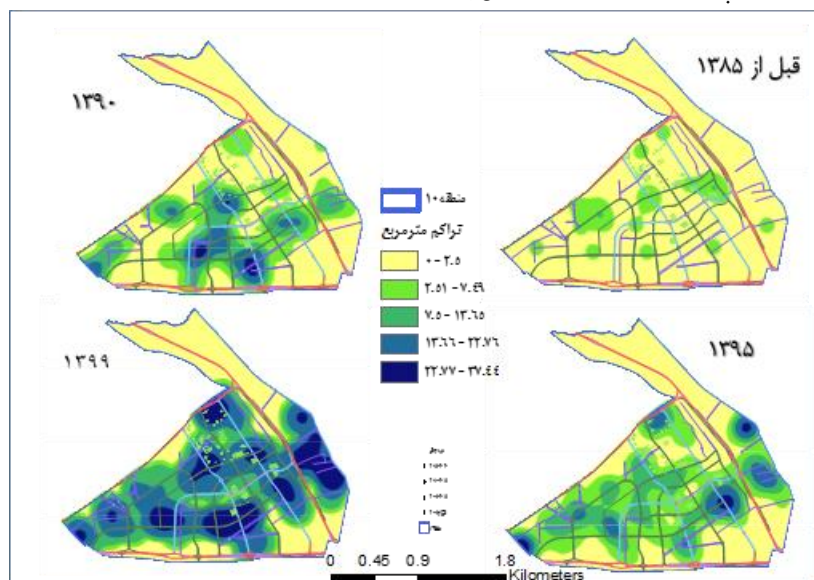 قبل از ۱۳۸۵
۱۳۹۰
منطقه ۱۰
تراکم مترمربع
۰ - ۲.۵
۲.۵۱ - ۷.۴۹
۷.۵ - ۱۳.۶۵
۱۳.۶۶ - ۲۲.۷۶
۲۲.۷۷ - ۳۷.۴۴
۱۳۹۵
۱۳۹۹
0 0.45 0.9 1.8
Kilometers